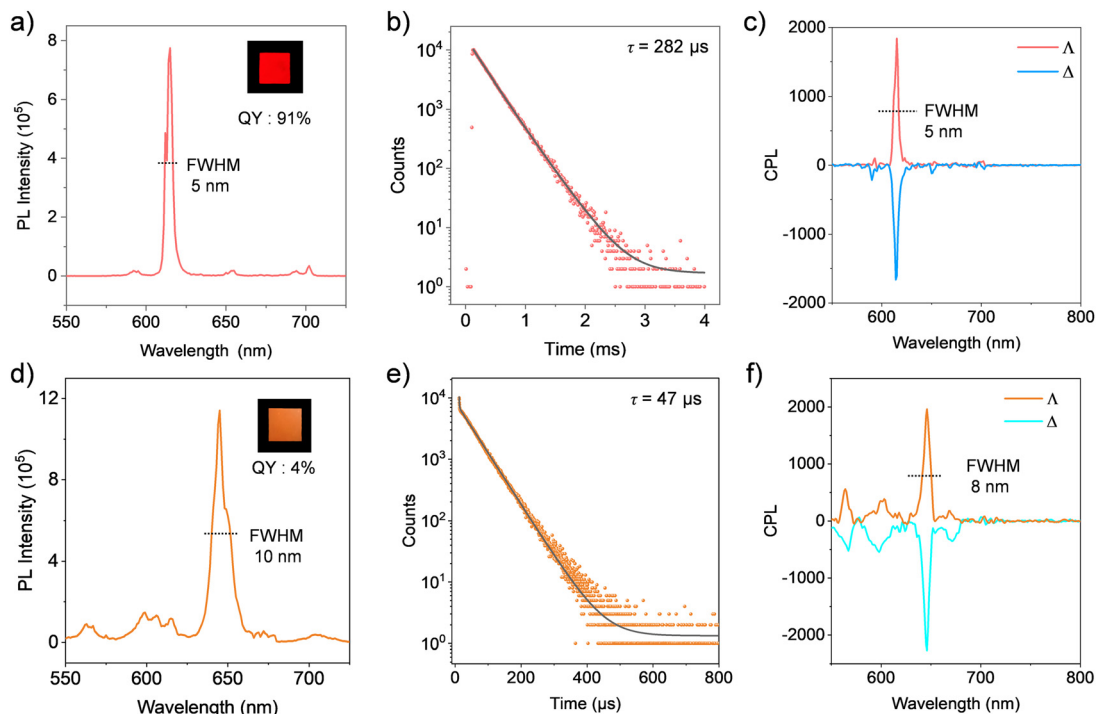 a)
PL Intensity (10⁵)
8
6
4
2
0
QY : 91%
FWHM
5 nm
550 600 650 700
Wavelength (nm)
b)
Counts
10⁴
10³
10²
10¹
10⁰
τ = 282 μs
0 1 2 3 4
Time (ms)
c)
CPL
2000
1000
0
-1000
-2000
Λ
Δ
FWHM
5 nm
600 700 800
Wavelength (nm)
d)
PL Intensity (10⁵)
12
9
6
3
0
QY : 4%
FWHM
10 nm
550 600 650 700
Wavelength (nm)
e)
Counts
10⁴
10³
10²
10¹
10⁰
τ = 47 μs
0 200 400 600 800
Time (μs)
f)
CPL
2000
1000
0
-1000
-2000
Λ
Δ
FWHM
8 nm
600 700 800
Wavelength (nm)